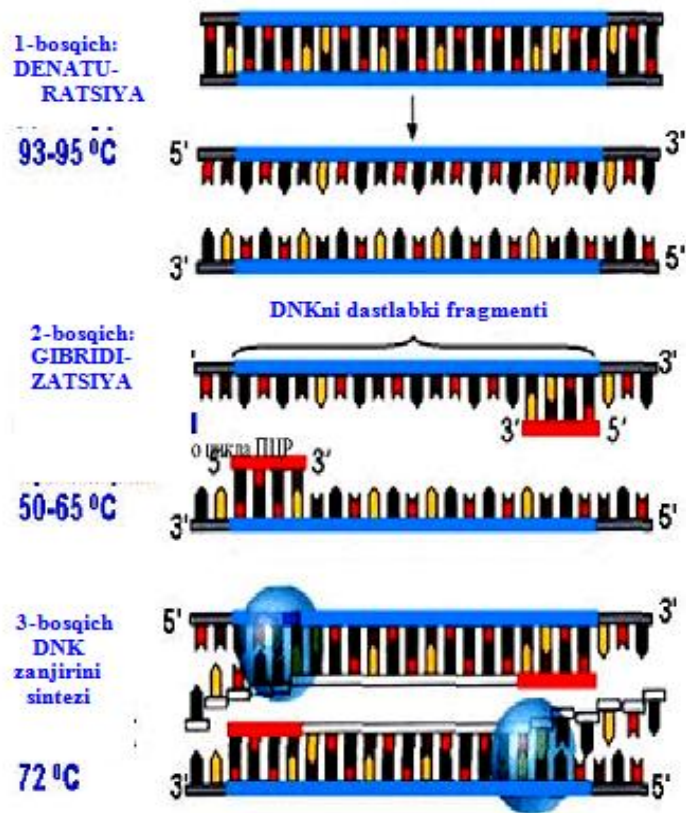 1-bosqich:
DENATU-
RATSIYA
93-95 ⁰C
5'
3'
3'
5'
DNKni dastlabki fragmenti
2-bosqich:
GIBRIDI-
ZATSIYA
3'
3'
5'
о цикла ПЦР
5'
3'
50-65 ⁰C
3'
5'
3-bosqich
DNK
zanjirini
sintezi
5'
3'
72 ⁰C
3'
5'